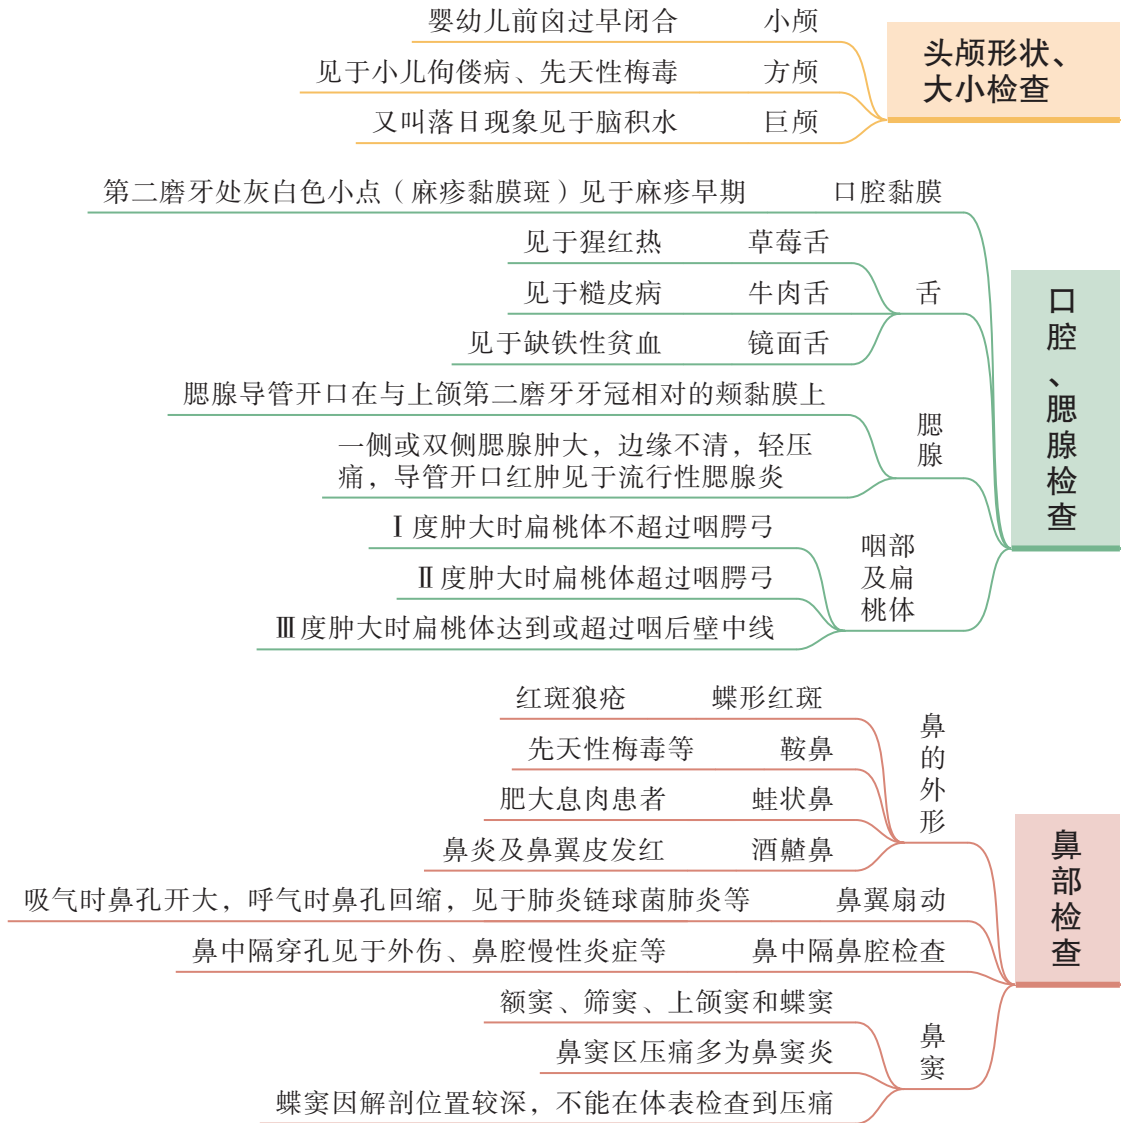 头颅形状、
大小检查
婴幼儿前囟过早闭合 小颅
见于小儿佝偻病、先天性梅毒 方颅
又叫落日现象见于脑积水 巨颅
口腔、腮腺检查
第二磨牙处灰白色小点（麻疹黏膜斑）见于麻疹早期 口腔黏膜
舌
见于猩红热 草莓舌
见于糙皮病 牛肉舌
见于缺铁性贫血 镜面舌
腮腺
腮腺导管开口在与上颌第二磨牙牙冠相对的颊黏膜上
一侧或双侧腮腺肿大，边缘不清，轻压
痛，导管开口红肿见于流行性腮腺炎
咽部
及扁
桃体
Ⅰ度肿大时扁桃体不超过咽腭弓
Ⅱ度肿大时扁桃体超过咽腭弓
Ⅲ度肿大时扁桃体达到或超过咽后壁中线
鼻部检查
鼻的外形
红斑狼疮 蝶形红斑
先天性梅毒等 鞍鼻
肥大息肉患者 蛙状鼻
鼻炎及鼻翼皮发红 酒齄鼻
吸气时鼻孔开大，呼气时鼻孔回缩，见于肺炎链球菌肺炎等 鼻翼扇动
鼻中隔穿孔见于外伤、鼻腔慢性炎症等 鼻中隔鼻腔检查
鼻窦
额窦、筛窦、上颌窦和蝶窦
鼻窦区压痛多为鼻窦炎
蝶窦因解剖位置较深，不能在体表检查到压痛